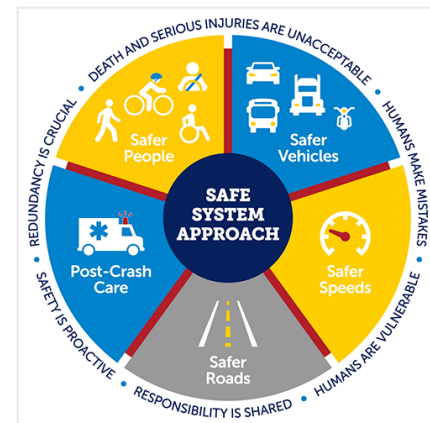 DEATH AND SERIOUS INJURIES ARE UNACCEPTABLE
HUMANS MAKE MISTAKES
HUMANS ARE VULNERABLE
RESPONSIBILITY IS SHARED
SAFETY IS PROACTIVE
REDUNDANCY IS CRUCIAL
Safer
People
Safer
Vehicles
SAFE
SYSTEM
APPROACH
Post-Crash
Care
Safer
Speeds
Safer
Roads